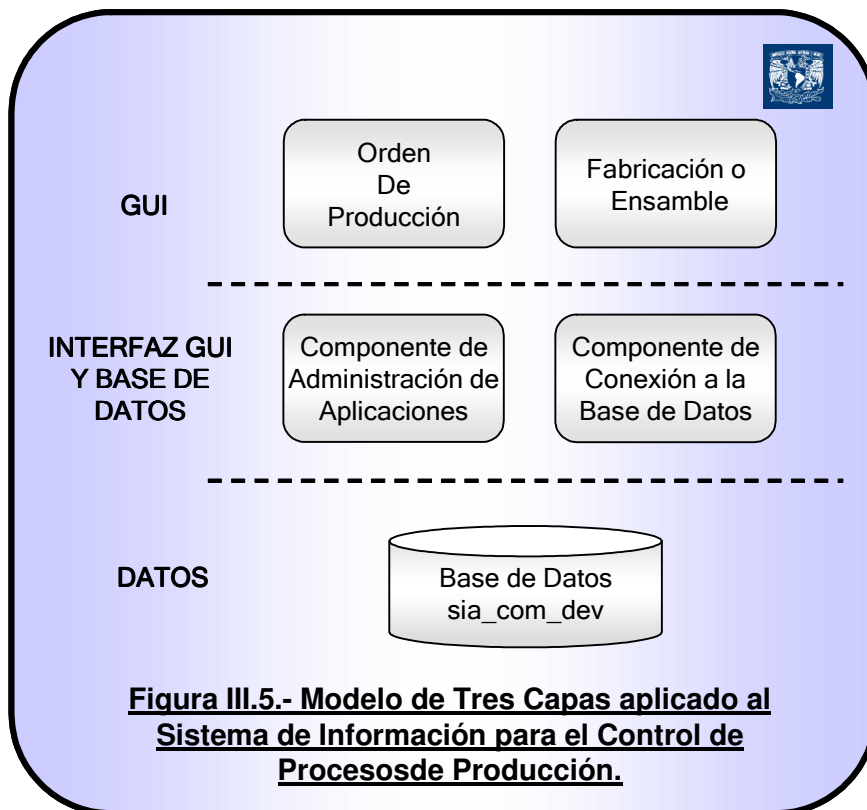 Orden
De
Producción
Fabricación o
Ensamble
GUI
INTERFAZ GUI
Y BASE DE
DATOS
Componente de
Administración de
Aplicaciones
Componente de
Conexión a la
Base de Datos
DATOS
Base de Datos
sia_com_dev
Figura III.5.- Modelo de Tres Capas aplicado al
Sistema de Información para el Control de
Procesosde Producción.